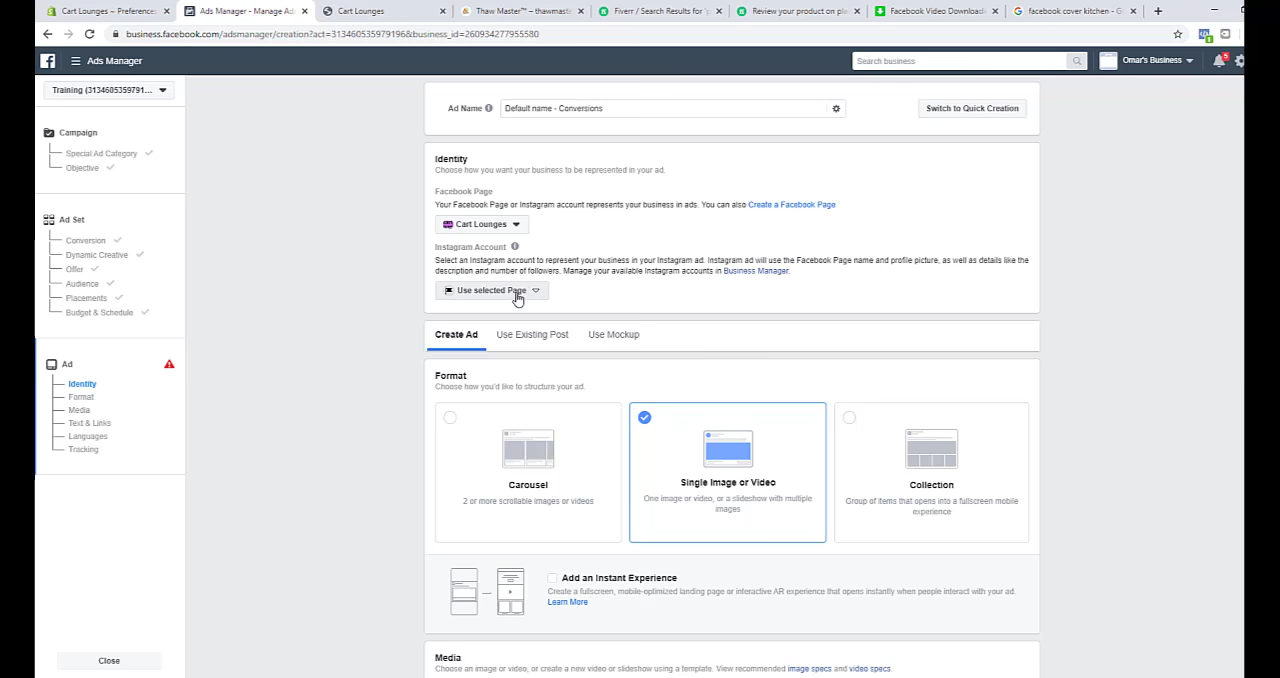 Cart Lounges ~ Preferences
Ads Manager - Manage Ads
Cart Lounges
Thaw Master™ – thawmaste
Fiverr / Search Results for 'p
Review your product on ple
Facebook Video Downloade
facebook cover kitchen - G
business.facebook.com/adsmanager/creation?act=313460535979196&business_id=260934277955580
Ads Manager
Search business
Omar's Business
5
Training (3134605359791...
Ad Name
Default name - Conversions
Switch to Quick Creation
Campaign
Special Ad Category
Objective
Ad Set
Conversion
Dynamic Creative
Offer
Audience
Placements
Budget & Schedule
Ad
Identity
Format
Media
Text & Links
Languages
Tracking
Close
Identity
Choose how you want your business to be represented in your ad.
Facebook Page
Your Facebook Page or Instagram account represents your business in ads. You can also Create a Facebook Page
Cart Lounges
Instagram Account
Select an Instagram account to represent your business in your Instagram ad. Instagram ad will use the Facebook Page name and profile picture, as well as details like the
description and number of followers. Manage your available Instagram accounts in Business Manager.
Use selected Page
Create Ad
Use Existing Post
Use Mockup
Format
Choose how you'd like to structure your ad.
Carousel
2 or more scrollable images or videos
Single Image or Video
One image or video, or a slideshow with multiple
images
Collection
Group of items that opens into a fullscreen mobile
experience
Add an Instant Experience
Create a fullscreen, mobile-optimized landing page or interactive AR experience that opens instantly when people interact with your ad.
Learn More
Media
Choose an image or video, or create a new video or slideshow using a template. View recommended image specs and video specs.